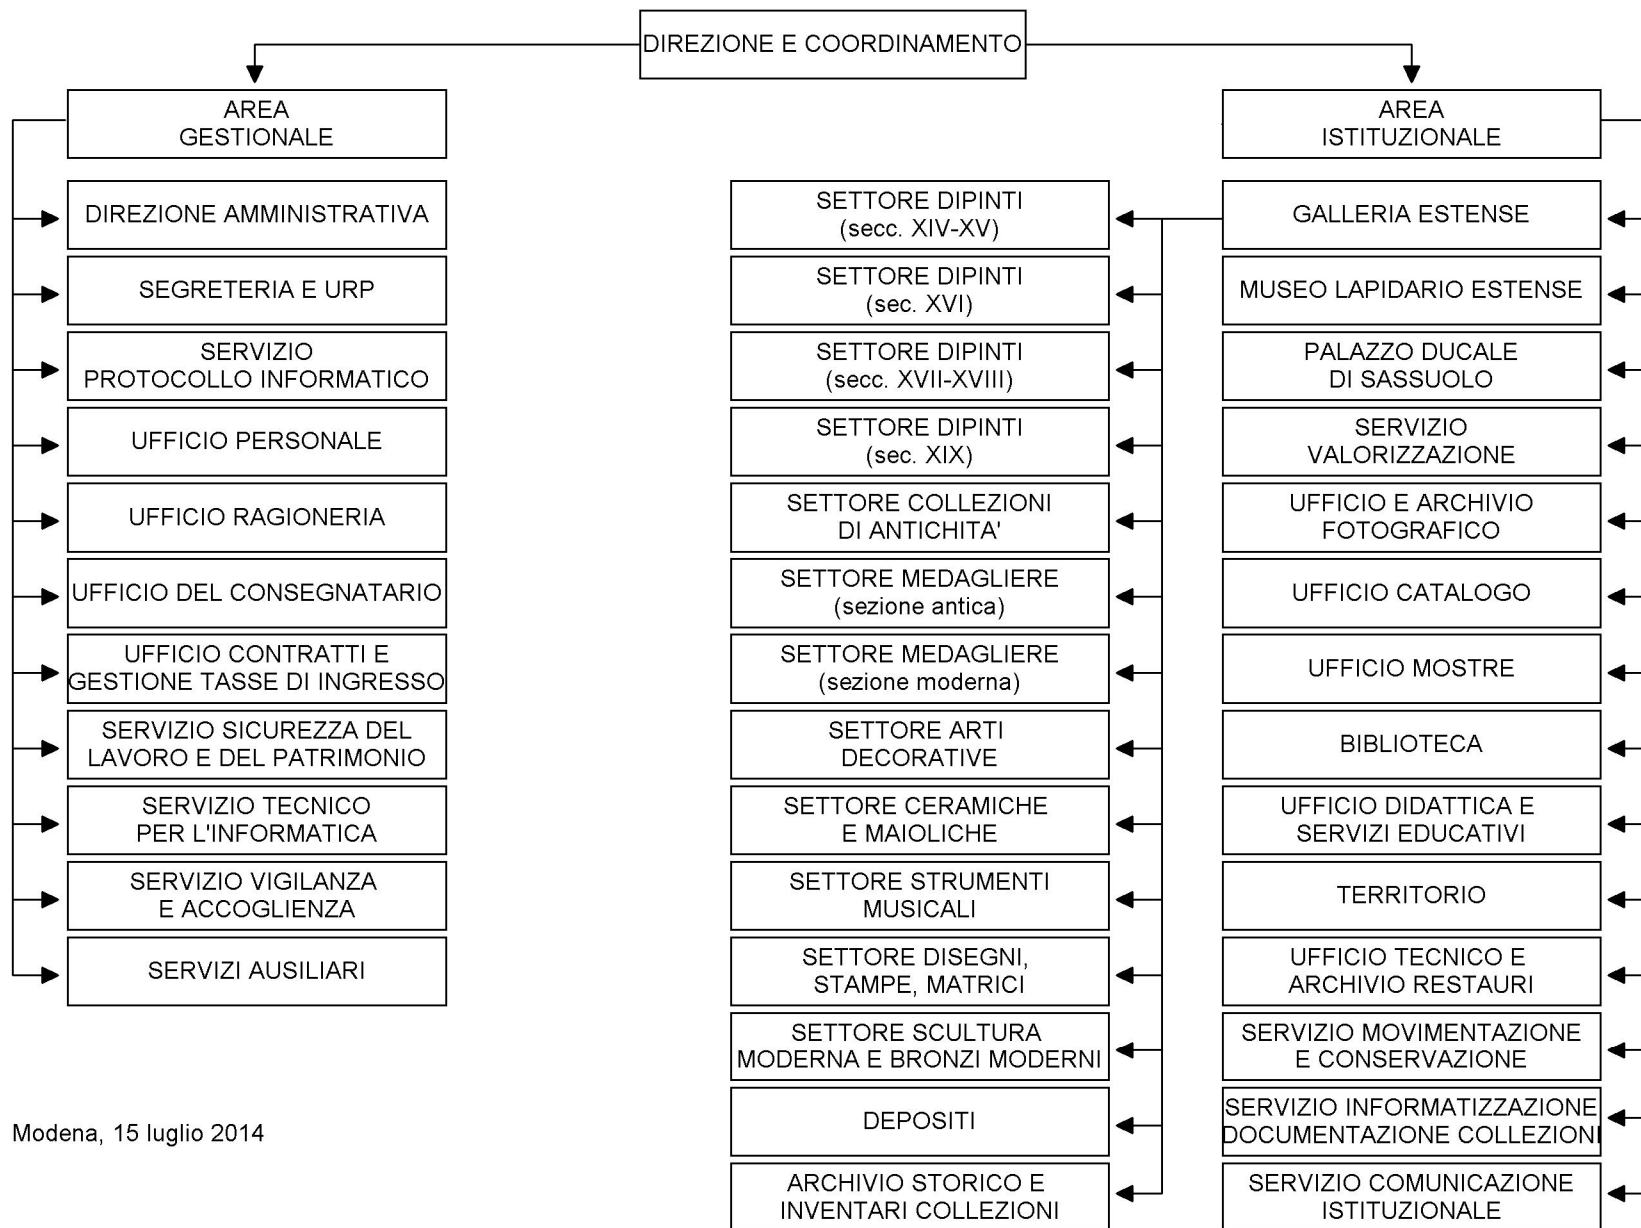 DIREZIONE E COORDINAMENTO
AREA
GESTIONALE
DIREZIONE AMMINISTRATIVA
SEGRETERIA E URP
SERVIZIO
PROTOCOLLO INFORMATICO
UFFICIO PERSONALE
UFFICIO RAGIONERIA
UFFICIO DEL CONSEGNATARIO
UFFICIO CONTRATTI E
GESTIONE TASSE DI INGRESSO
SERVIZIO SICUREZZA DEL
LAVORO E DEL PATRIMONIO
SERVIZIO TECNICO
PER L'INFORMATICA
SERVIZIO VIGILANZA
E ACCOGLIENZA
SERVIZI AUSILIARI
AREA
ISTITUZIONALE
GALLERIA ESTENSE
MUSEO LAPIDARIO ESTENSE
PALAZZO DUCALE
DI SASSUOLO
SERVIZIO
VALORIZZAZIONE
UFFICIO E ARCHIVIO
FOTOGRAFICO
UFFICIO CATALOGO
UFFICIO MOSTRE
BIBLIOTECA
UFFICIO DIDATTICA E
SERVIZI EDUCATIVI
TERRITORIO
UFFICIO TECNICO E
ARCHIVIO RESTAURI
SERVIZIO MOVIMENTAZIONE
E CONSERVAZIONE
SERVIZIO INFORMATIZZAZIONE
DOCUMENTAZIONE COLLEZIONI
SERVIZIO COMUNICAZIONE
ISTITUZIONALE
SETTORE DIPINTI
(secc. XIV-XV)
SETTORE DIPINTI
(sec. XVI)
SETTORE DIPINTI
(secc. XVII-XVIII)
SETTORE DIPINTI
(sec. XIX)
SETTORE COLLEZIONI
DI ANTICHITA'
SETTORE MEDAGLIERE
(sezione antica)
SETTORE MEDAGLIERE
(sezione moderna)
SETTORE ARTI
DECORATIVE
SETTORE CERAMICHE
E MAIOLICHE
SETTORE STRUMENTI
MUSICALI
SETTORE DISEGNI,
STAMPE, MATRICI
SETTORE SCULTURA
MODERNA E BRONZI MODERNI
DEPOSITI
ARCHIVIO STORICO E
INVENTARI COLLEZIONI
Modena, 15 luglio 2014